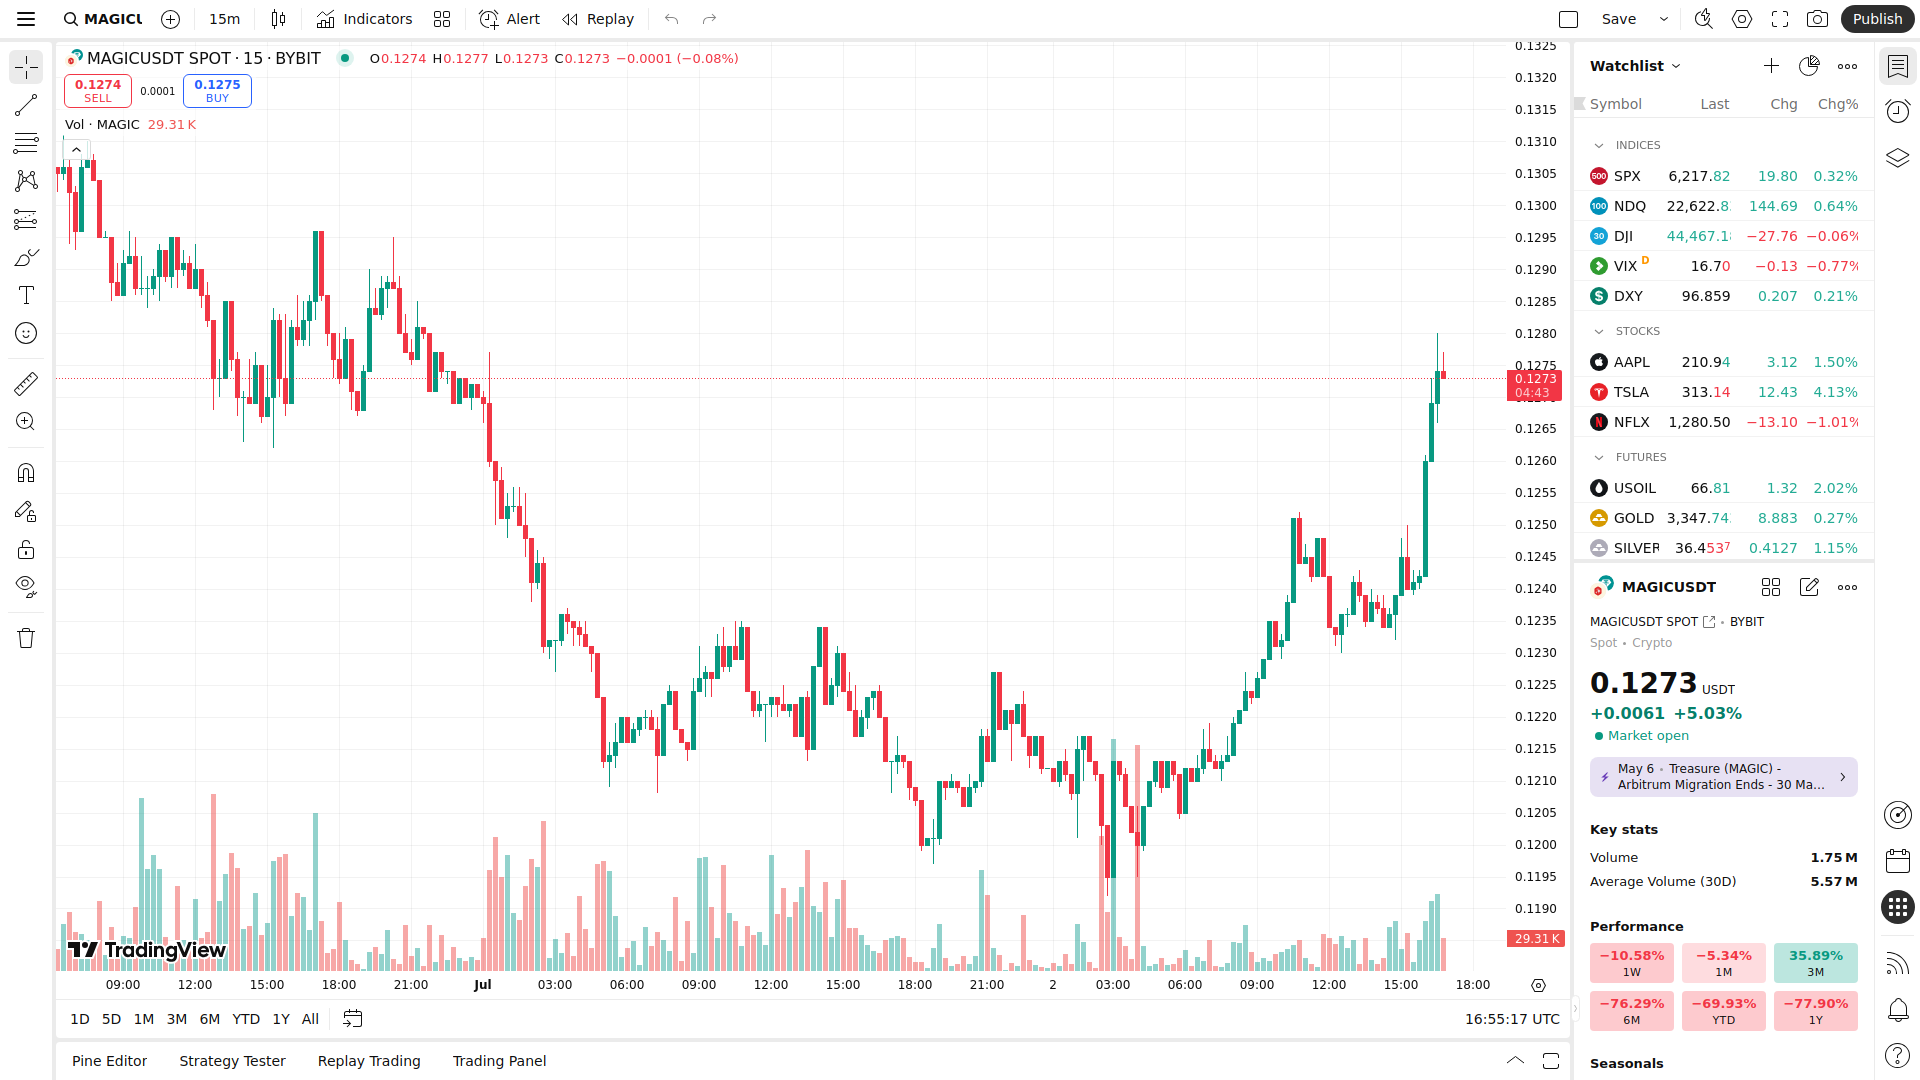 MAGICU
15m
Indicators
Alert
Replay
Save
Publish
MAGICUSDT SPOT · 15 · BYBIT
O0.1274 H0.1277 L0.1273 C0.1273 −0.0001 (−0.08%)
0.1274
SELL
0.0001
0.1275
BUY
Vol · MAGIC 29.31 K
0.1325
0.1320
0.1315
0.1310
0.1305
0.1300
0.1295
0.1290
0.1285
0.1280
0.1275
0.1273
04:43
0.1265
0.1260
0.1255
0.1250
0.1245
0.1240
0.1235
0.1230
0.1225
0.1220
0.1215
0.1210
0.1205
0.1200
0.1195
0.1190
29.31 K
TradingView
09:00 12:00 15:00 18:00 21:00 Jul 03:00 06:00 09:00 12:00 15:00 18:00 21:00 2 03:00 06:00 09:00 12:00 15:00 18:00
1D 5D 1M 3M 6M YTD 1Y All
16:55:17 UTC
Pine Editor
Strategy Tester
Replay Trading
Trading Panel
Watchlist
Symbol Last Chg Chg%
INDICES
500 SPX 6,217.82 19.80 0.32%
100 NDQ 22,622.8 144.69 0.64%
30 DJI 44,467.1 −27.76 −0.06%
VIX D 16.70 −0.13 −0.77%
DXY 96.859 0.207 0.21%
STOCKS
AAPL 210.94 3.12 1.50%
TSLA 313.14 12.43 4.13%
NFLX 1,280.50 −13.10 −1.01%
FUTURES
USOIL 66.81 1.32 2.02%
GOLD 3,347.74 8.883 0.27%
SILVER 36.4537 0.4127 1.15%
MAGICUSDT
MAGICUSDT SPOT • BYBIT
Spot • Crypto
0.1273 USDT
+0.0061 +5.03%
Market open
May 6 • Treasure (MAGIC) -
Arbitrum Migration Ends - 30 Ma...
Key stats
Volume 1.75 M
Average Volume (30D) 5.57 M
Performance
−10.58% −5.34% 35.89%
1W 1M 3M
−76.29% −69.93% −77.90%
6M YTD 1Y
Seasonals